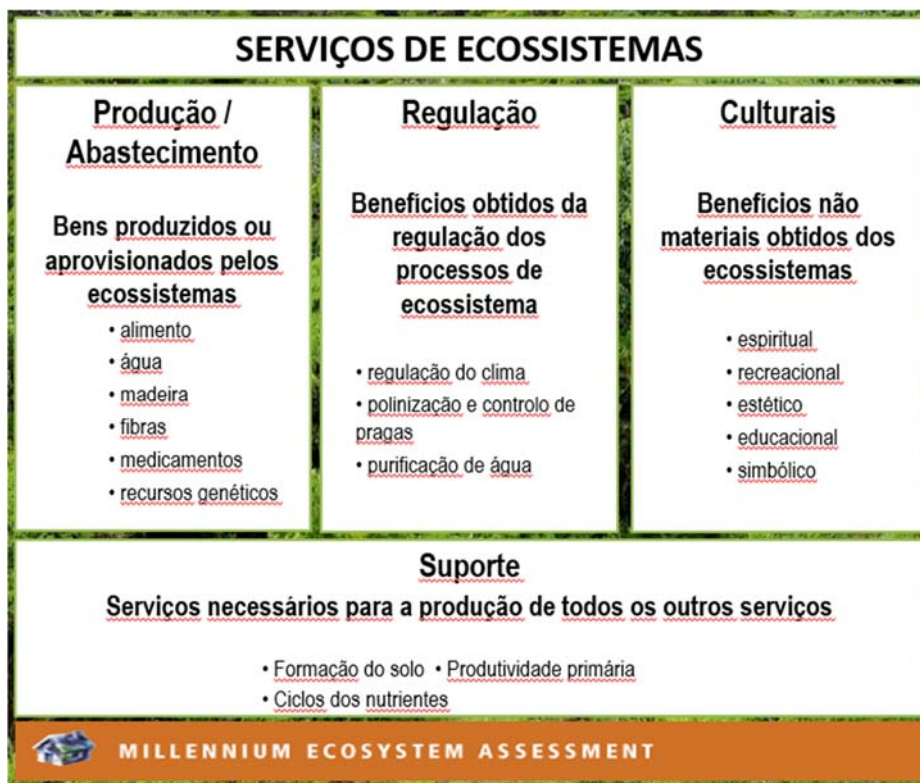 SERVIÇOS DE ECOSSISTEMAS
Produção /
Abastecimento
Bens produzidos ou
aprovisionados pelos
ecossistemas
• alimento
• água
• madeira
• fibras
• medicamentos
• recursos genéticos
Regulação
Benefícios obtidos da
regulação dos
processos de
ecossistema
• regulação do clima
• polinização e controlo de
pragas
• purificação de água
Culturais
Benefícios não
materiais obtidos dos
ecossistemas
• espiritual
• recreacional
• estético
• educacional
• simbólico
Suporte
Serviços necessários para a produção de todos os outros serviços
• Formação do solo • Produtividade primária
• Ciclos dos nutrientes
MILLENNIUM ECOSYSTEM ASSESSMENT